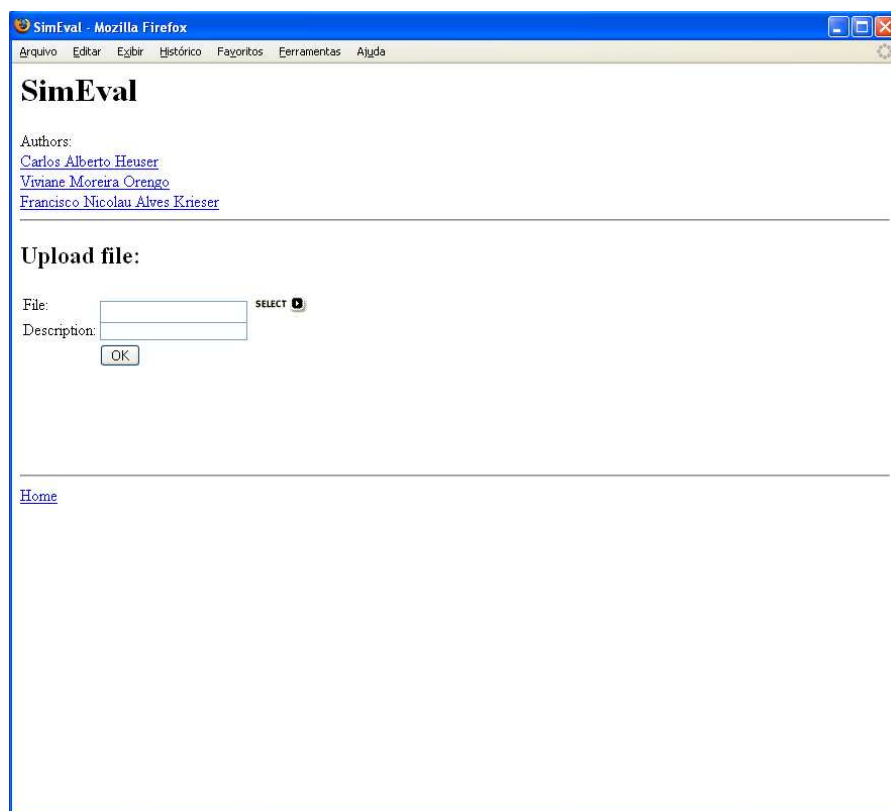 SimEval - Mozilla Firefox
Arquivo Editar Exibir Histórico Favoritos Ferramentas Ajuda
SimEval
Authors:
Carlos Alberto Heuser
Viviane Moreira Orengo
Francisco Nicolau Alves Krieser
Upload file:
File: SELECT
Description:
OK
Home